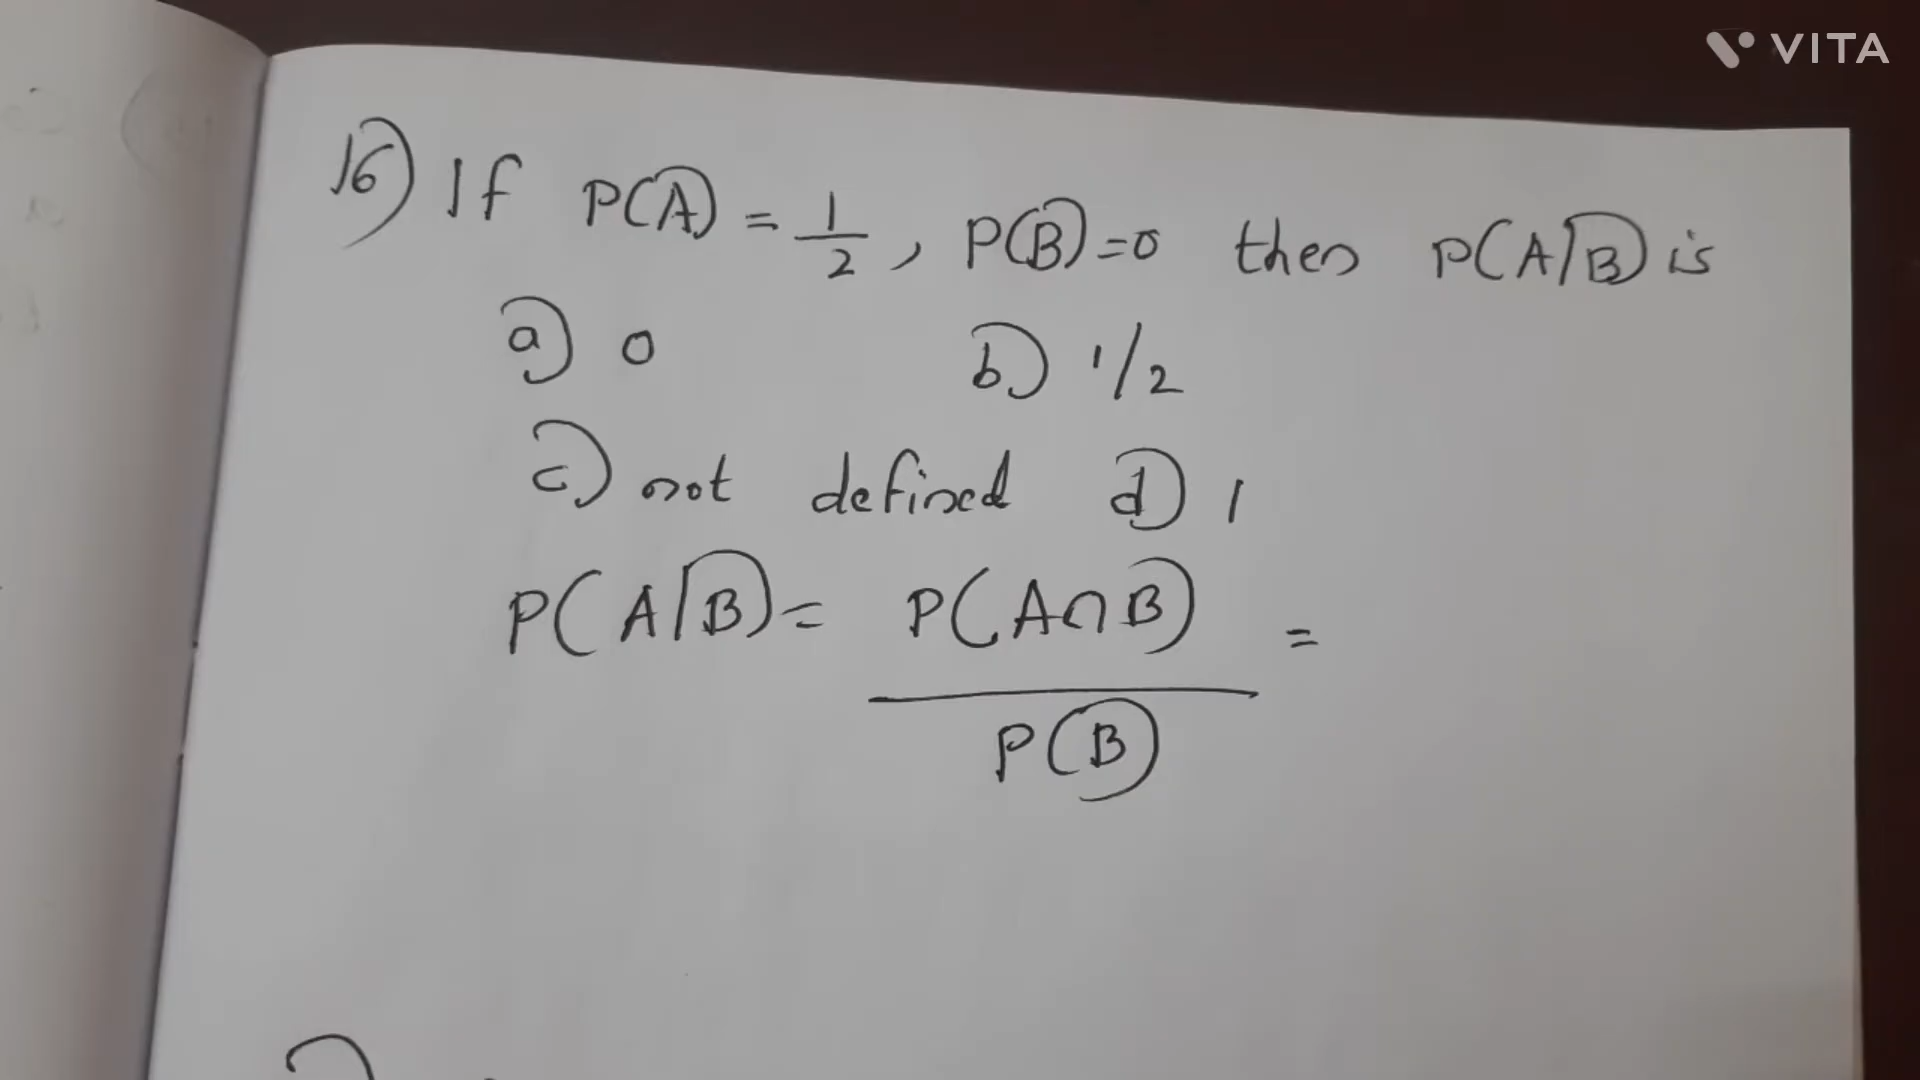 VITA
16) If P(A) = 1/2, P(B)=0 then P(A/B) is
a) 0 b) 1/2
c) not defined d) 1
P(A/B) = P(A∩B) =
P(B)